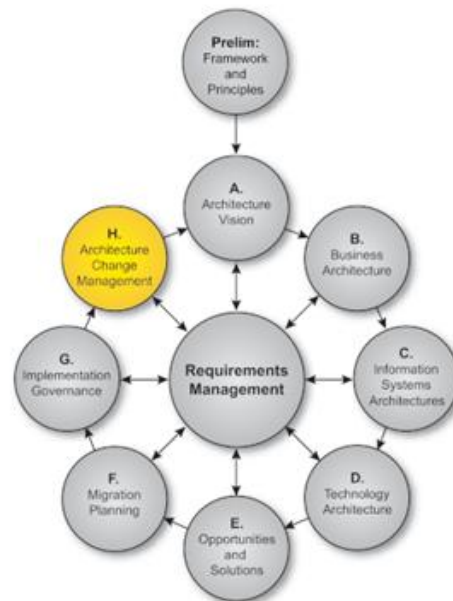 Prelim:
Framework
and
Principles
A.
Architecture
Vision
B.
Business
Architecture
C.
Information
Systems
Architectures
D.
Technology
Architecture
E.
Opportunities
and
Solutions
F.
Migration
Planning
G.
Implementation
Governance
H.
Architecture
Change
Management
Requirements
Management